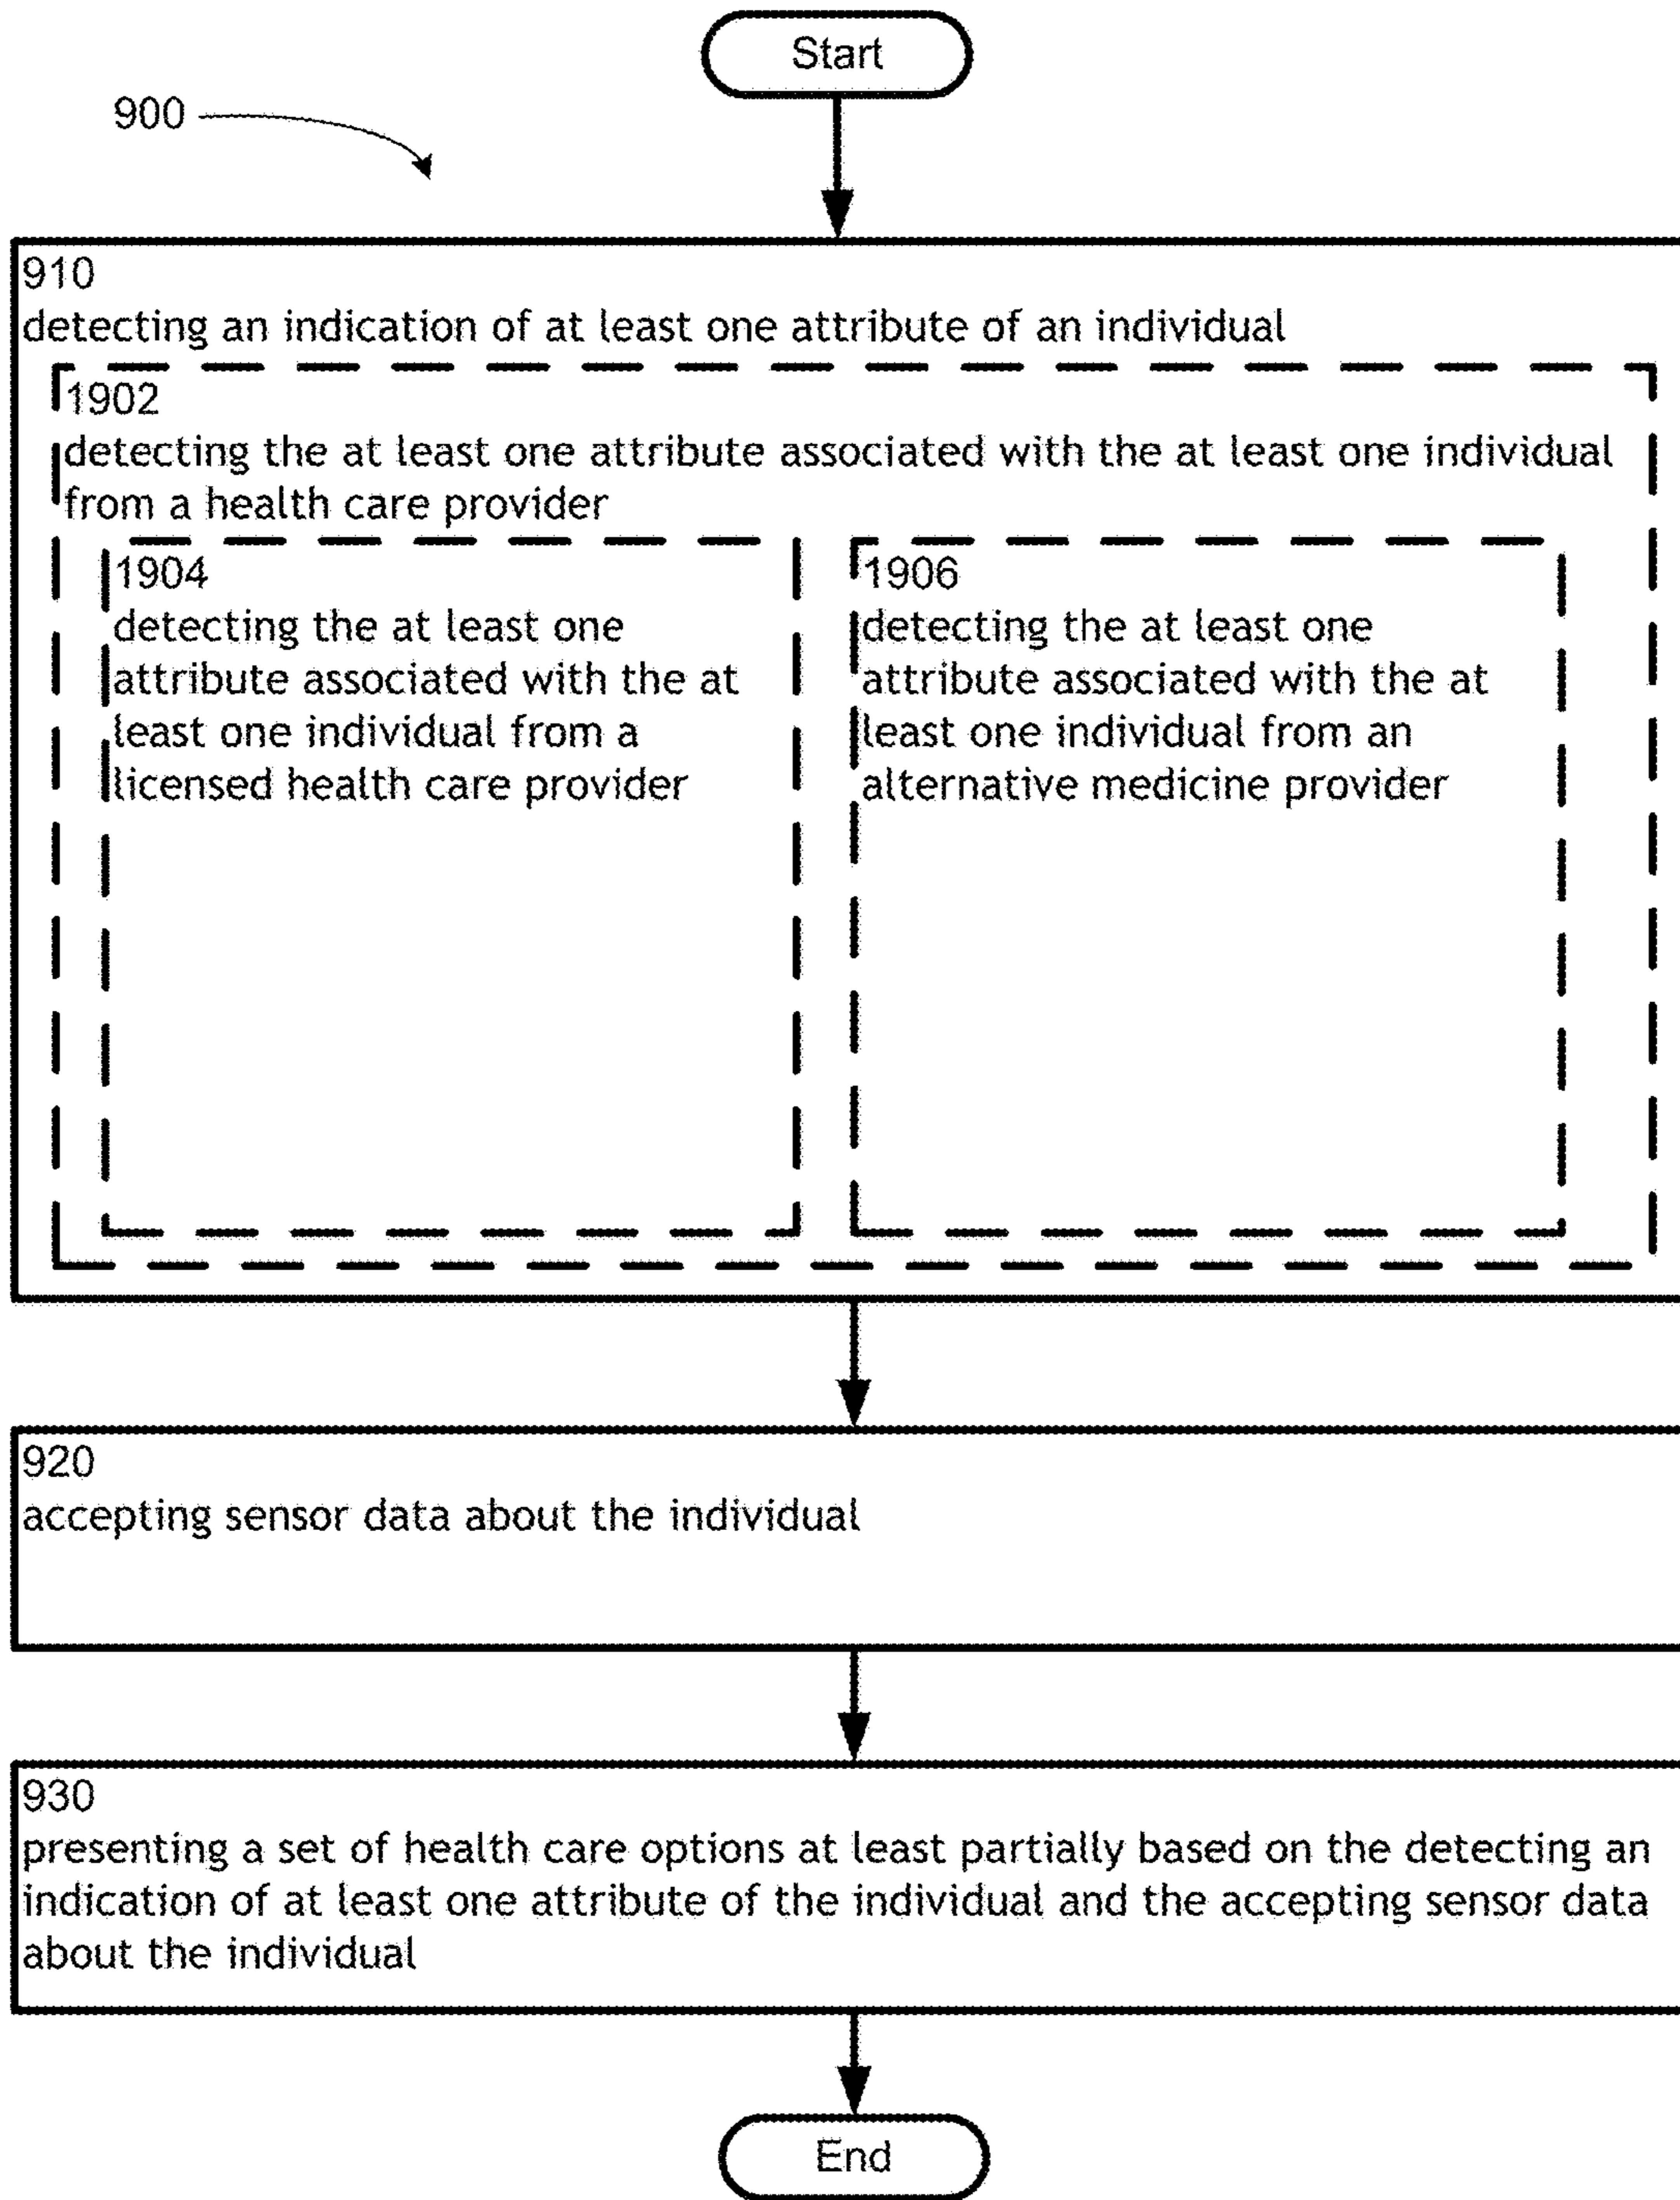 Start
900
910
detecting an indication of at least one attribute of an individual
1902
detecting the at least one attribute associated with the at least one individual
from a health care provider
1904
detecting the at least one
attribute associated with the at
least one individual from a
licensed health care provider
1906
detecting the at least one
attribute associated with the at
least one individual from an
alternative medicine provider
920
accepting sensor data about the individual
930
presenting a set of health care options at least partially based on the detecting an
indication of at least one attribute of the individual and the accepting sensor data
about the individual
End